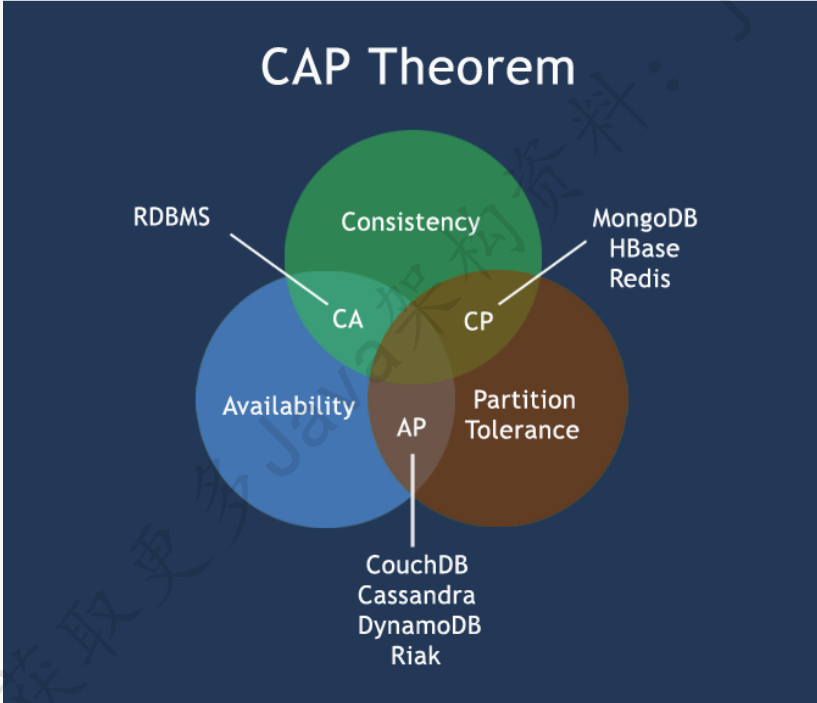 CAP Theorem
Consistency
RDBMS
MongoDB
HBase
Redis
CA
CP
Availability
Partition
Tolerance
AP
CouchDB
Cassandra
DynamoDB
Riak
获取更多Java架构资料：J